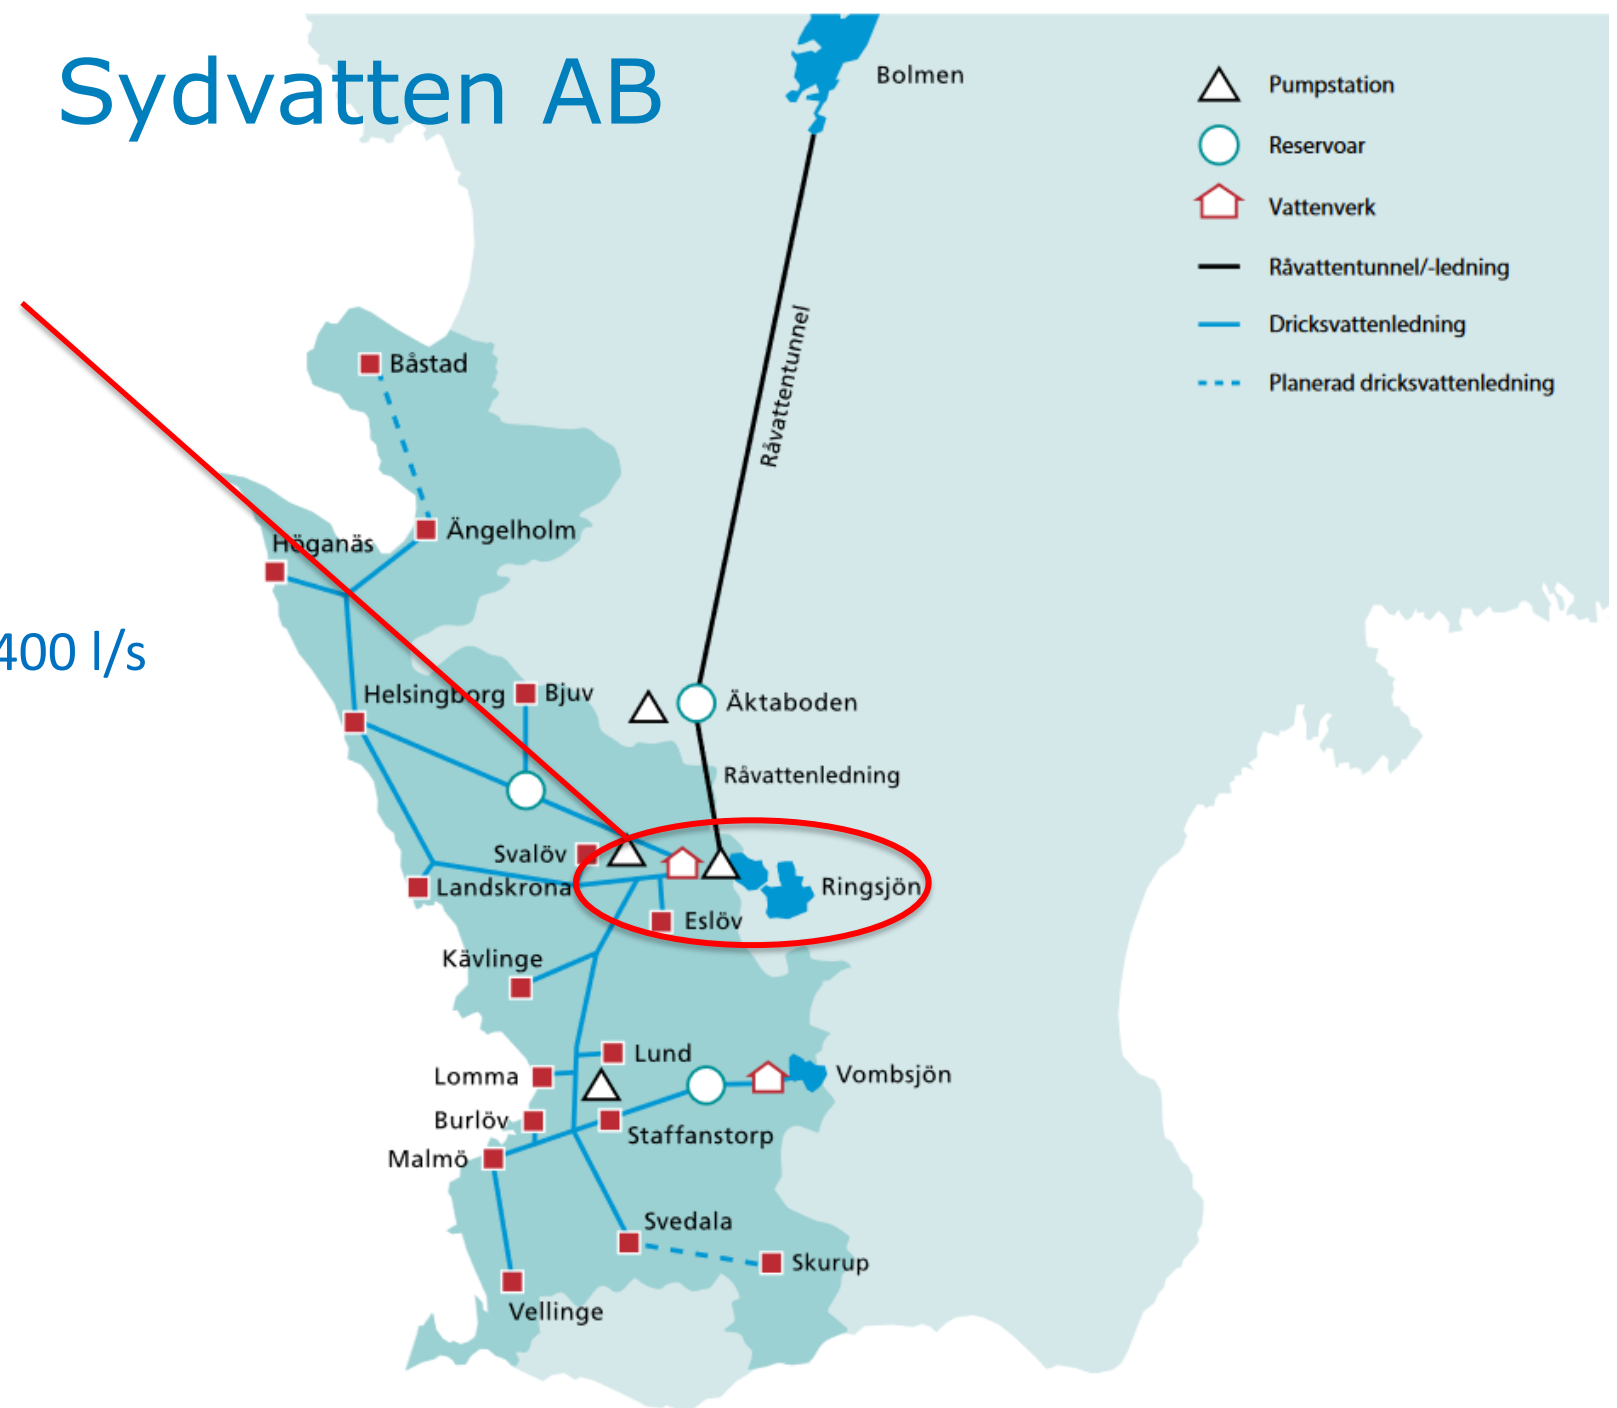 Sydvatten AB
Bolmen
Pumpstation
Reservoar
Vattenverk
Råvattentunnel/-ledning
Dricksvattenledning
Planerad dricksvattenledning
Råvattentunnel
Båstad
Ängelholm
Höganäs
400 l/s
Helsingborg
Bjuv
Äktaboden
Råvattenledning
Svalöv
Landskrona
Ringsjön
Eslöv
Kävlinge
Lund
Lomma
Vombsjön
Burlöv
Staffanstorp
Malmö
Svedala
Skurup
Vellinge